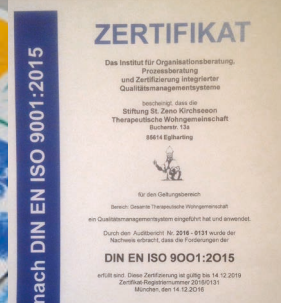 nach DIN EN ISO 9001:2015
ZERTIFIKAT
Das Institut für Organisationsberatung,
Prozessberatung
und Zertifizierung integrierter
Qualitätsmanagementsysteme
bescheinigt, dass die
Stiftung St. Zeno Kirchseeon
Therapeutische Wohngemeinschaft
Bucherstr. 13a
85614 Eglharting
für den Geltungsbereich
Bereich: Gesamte Therapeutische Wohngemeinschaft
ein Qualitätsmanagementsystem eingeführt hat und anwendet.
Durch den Auditbericht Nr. 2016 - 0131 wurde der
Nachweis erbracht, dass die Forderungen der
DIN EN ISO 9001:2015
erfüllt sind. Diese Zertifizierung ist gültig bis 14.12.2019
Zertifikat-Registriernummer 2016/0131
München, den 14.12.2016